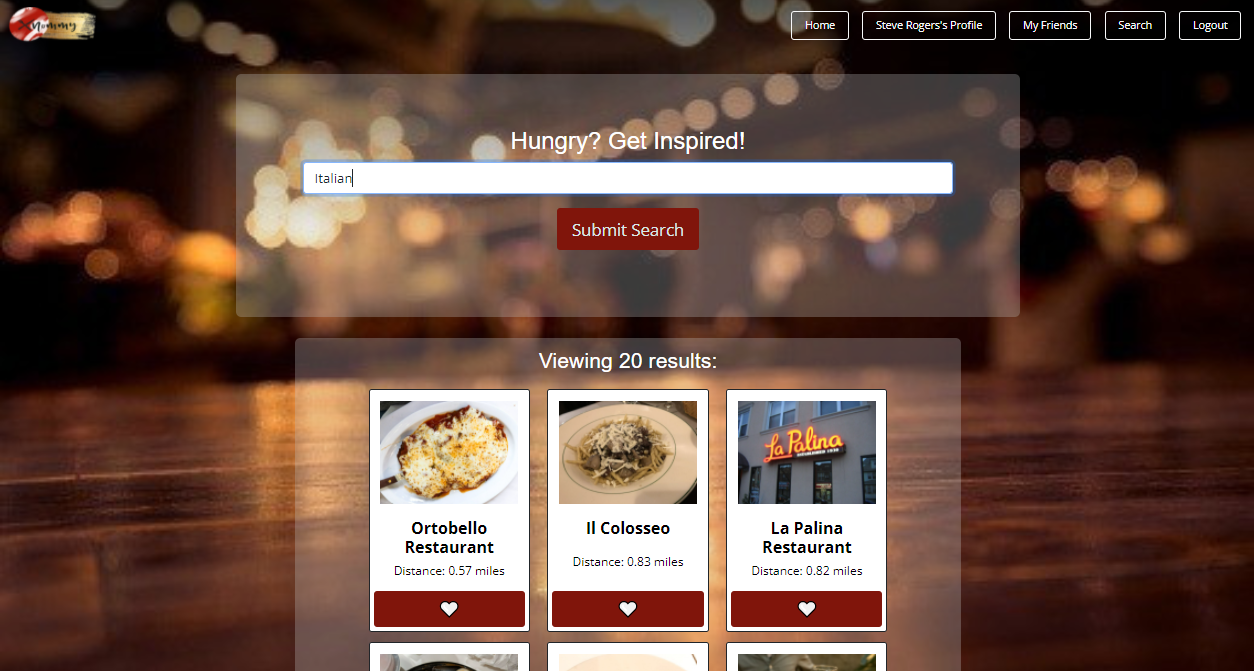 Nommy
Home
Steve Rogers's Profile
My Friends
Search
Logout
Hungry? Get Inspired!
Italian
Submit Search
Viewing 20 results:
La Palina
Ortobello
Restaurant
Distance: 0.57 miles
Il Colosseo
Distance: 0.83 miles
La Palina
Restaurant
Distance: 0.82 miles